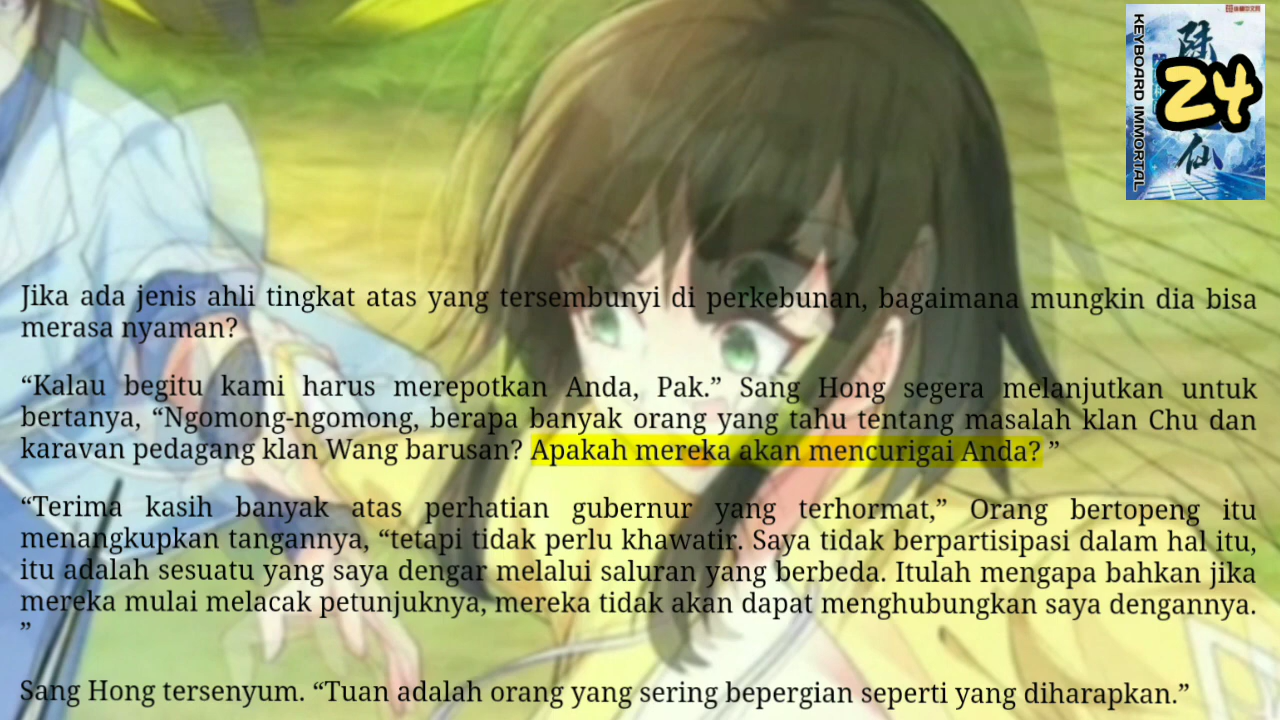 Jika ada jenis ahli tingkat atas yang tersembunyi di perkebunan, bagaimana mungkin dia bisa
merasa nyaman?
“Kalau begitu kami harus merepotkan Anda, Pak.” Sang Hong segera melanjutkan untuk
bertanya, “Ngomong-ngomong, berapa banyak orang yang tahu tentang masalah klan Chu dan
karavan pedagang klan Wang barusan? Apakah mereka akan mencurigai Anda? ”
“Terima kasih banyak atas perhatian gubernur yang terhormat,” Orang bertopeng itu
menangkupkan tangannya, “tetapi tidak perlu khawatir. Saya tidak berpartisipasi dalam hal itu,
itu adalah sesuatu yang saya dengar melalui saluran yang berbeda. Itulah mengapa bahkan jika
mereka mulai melacak petunjuknya, mereka tidak akan dapat menghubungkan saya dengannya.
”
Sang Hong tersenyum. “Tuan adalah orang yang sering bepergian seperti yang diharapkan.”
KEYBOARD IMMORTAL
24
陆
仙